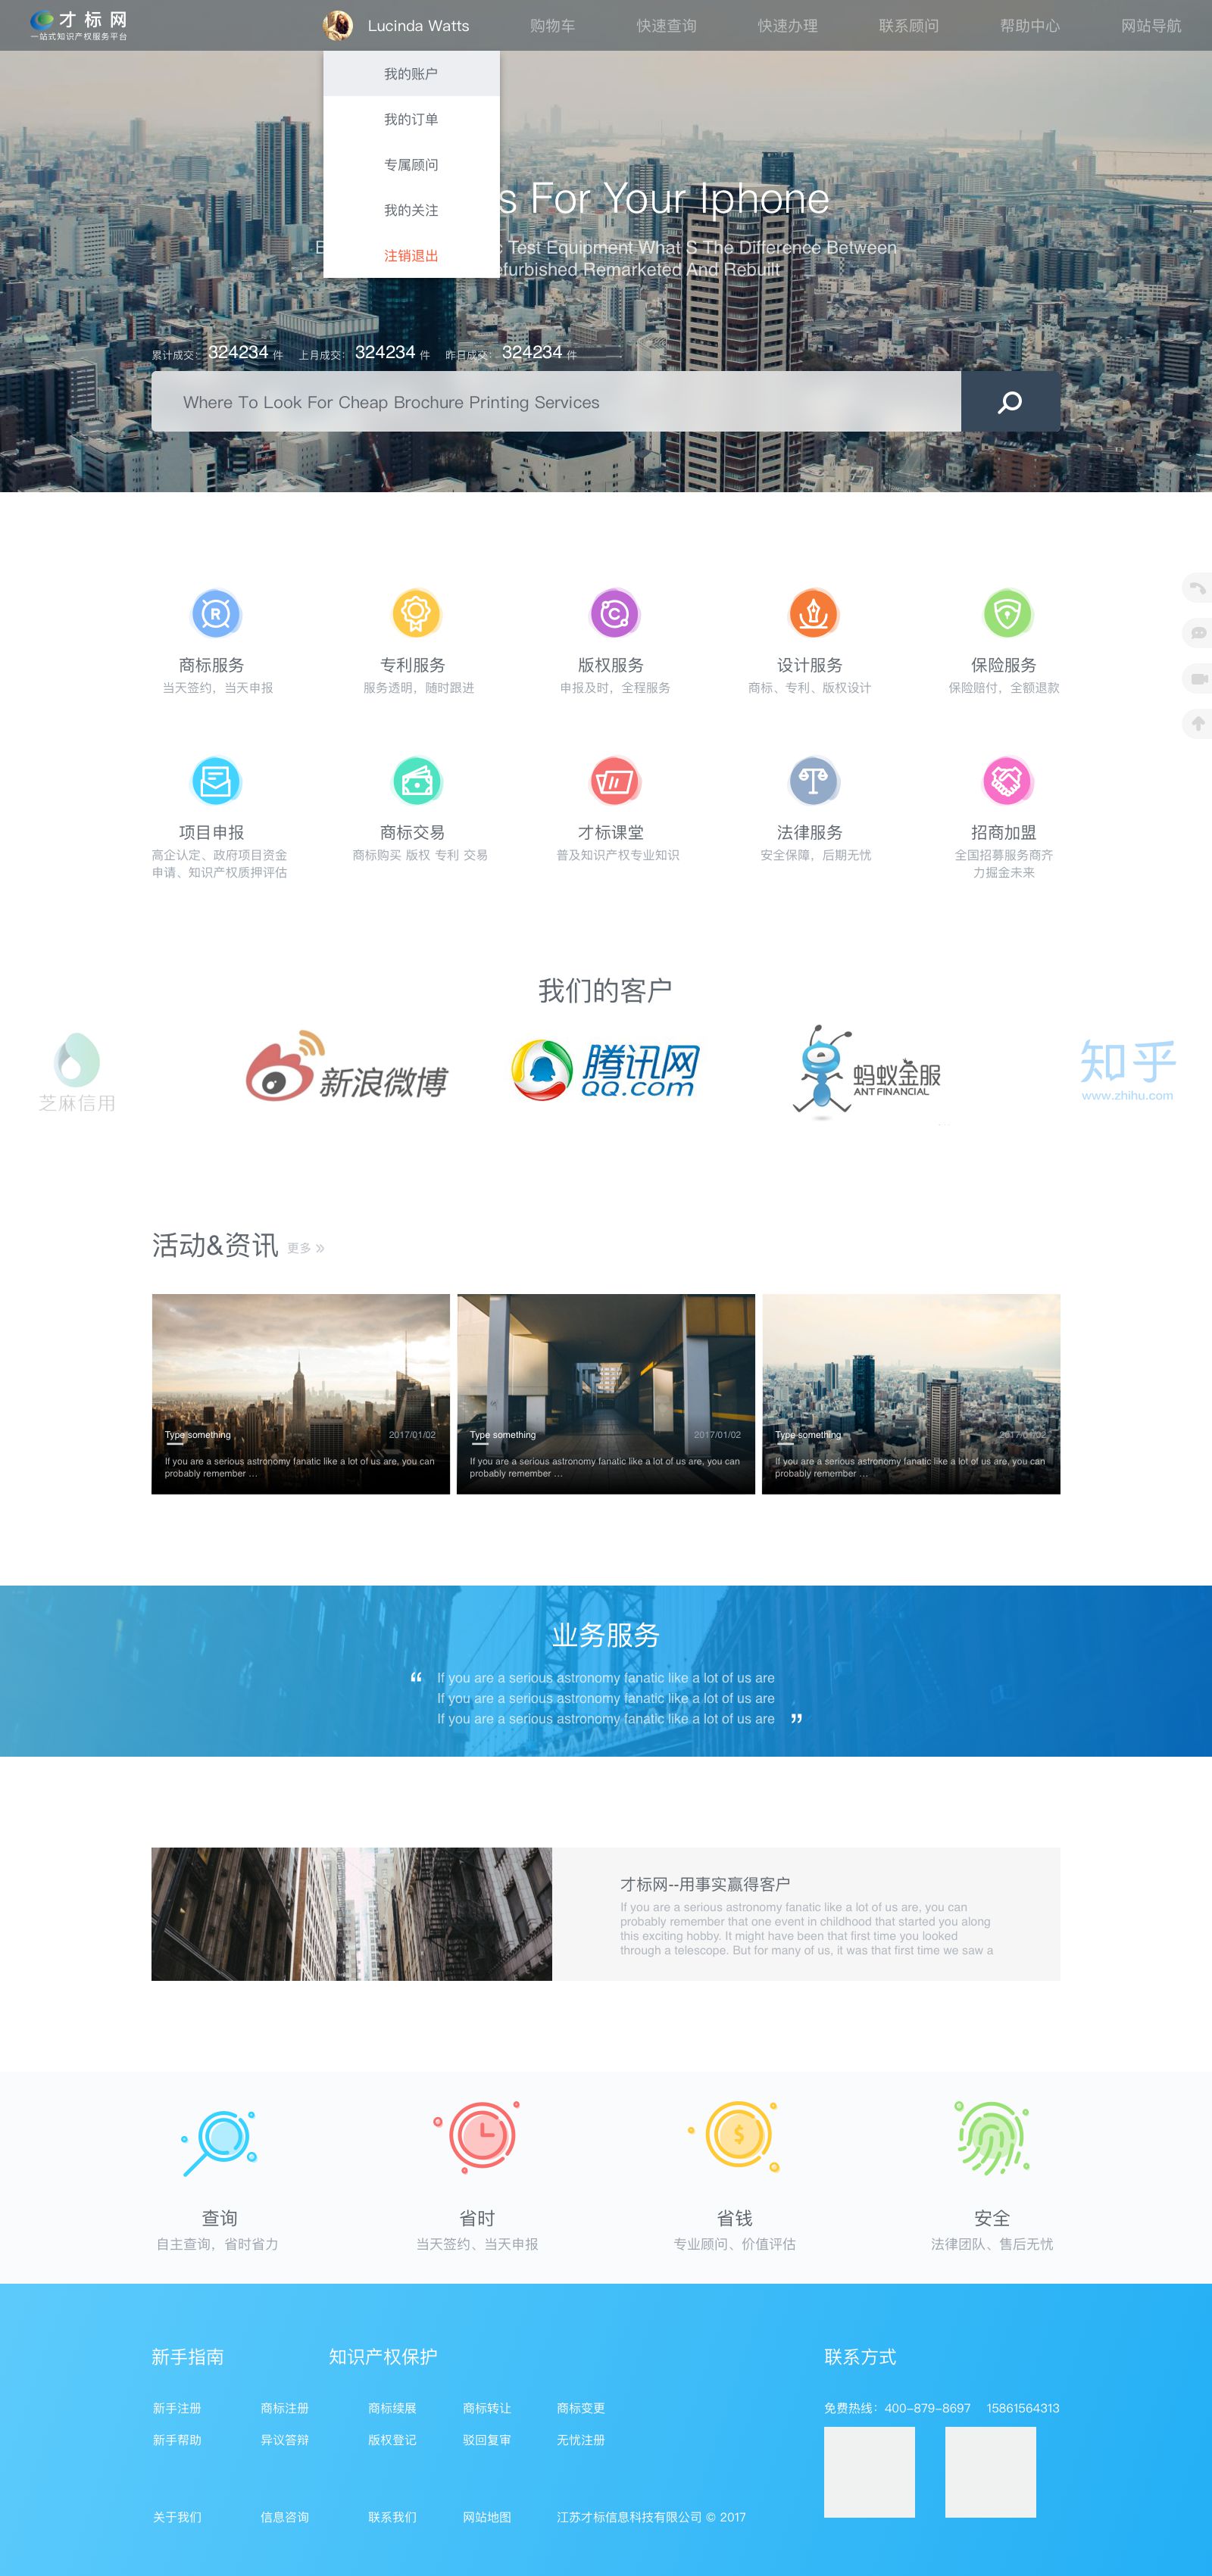 才标网
一站式知识产权服务平台
Lucinda Watts
购物车
快速查询
快速办理
联系顾问
帮助中心
网站导航
我的账户
我的订单
专属顾问
我的关注
注销退出
s For Your Iphone
E c Test Equipment What S The Difference Between
efurbished Remarketed And Rebuilt
累计成交: 324234 件 上月成交: 324234 件 昨日成交: 324234 件
Where To Look For Cheap Brochure Printing Services
商标服务
当天签约，当天申报
专利服务
服务透明，随时跟进
版权服务
申报及时，全程服务
设计服务
商标、专利、版权设计
保险服务
保险赔付，全额退款
项目申报
高企认定、政府项目资金
申请、知识产权质押评估
商标交易
商标购买 版权 专利 交易
才标课堂
普及知识产权专业知识
法律服务
安全保障，后期无忧
招商加盟
全国招募服务商齐
力掘金未来
我们的客户
芝麻信用
新浪微博
腾讯网
QQ.com
蚂蚁金服
ANT FINANCIAL
知乎
www.zhihu.com
活动&资讯 更多 »
Type something 2017/01/02
If you are a serious astronomy fanatic like a lot of us are, you can
probably remember …
Type something 2017/01/02
If you are a serious astronomy fanatic like a lot of us are, you can
probably remember …
Type something 2017/01/02
If you are a serious astronomy fanatic like a lot of us are, you can
probably remember …
业务服务
“ If you are a serious astronomy fanatic like a lot of us are
If you are a serious astronomy fanatic like a lot of us are
If you are a serious astronomy fanatic like a lot of us are ”
才标网--用事实赢得客户
If you are a serious astronomy fanatic like a lot of us are, you can
probably remember that one event in childhood that started you along
this exciting hobby. It might have been that first time you looked
through a telescope. But for many of us, it was that first time we saw a
查询
自主查询，省时省力
省时
当天签约、当天申报
省钱
专业顾问、价值评估
安全
法律团队、售后无忧
新手指南
知识产权保护
联系方式
新手注册 商标注册 商标续展 商标转让 商标变更
免费热线：400-879-8697 15861564313
新手帮助 异议答辩 版权登记 驳回复审 无忧注册
关于我们 信息咨询 联系我们 网站地图 江苏才标信息科技有限公司 © 2017